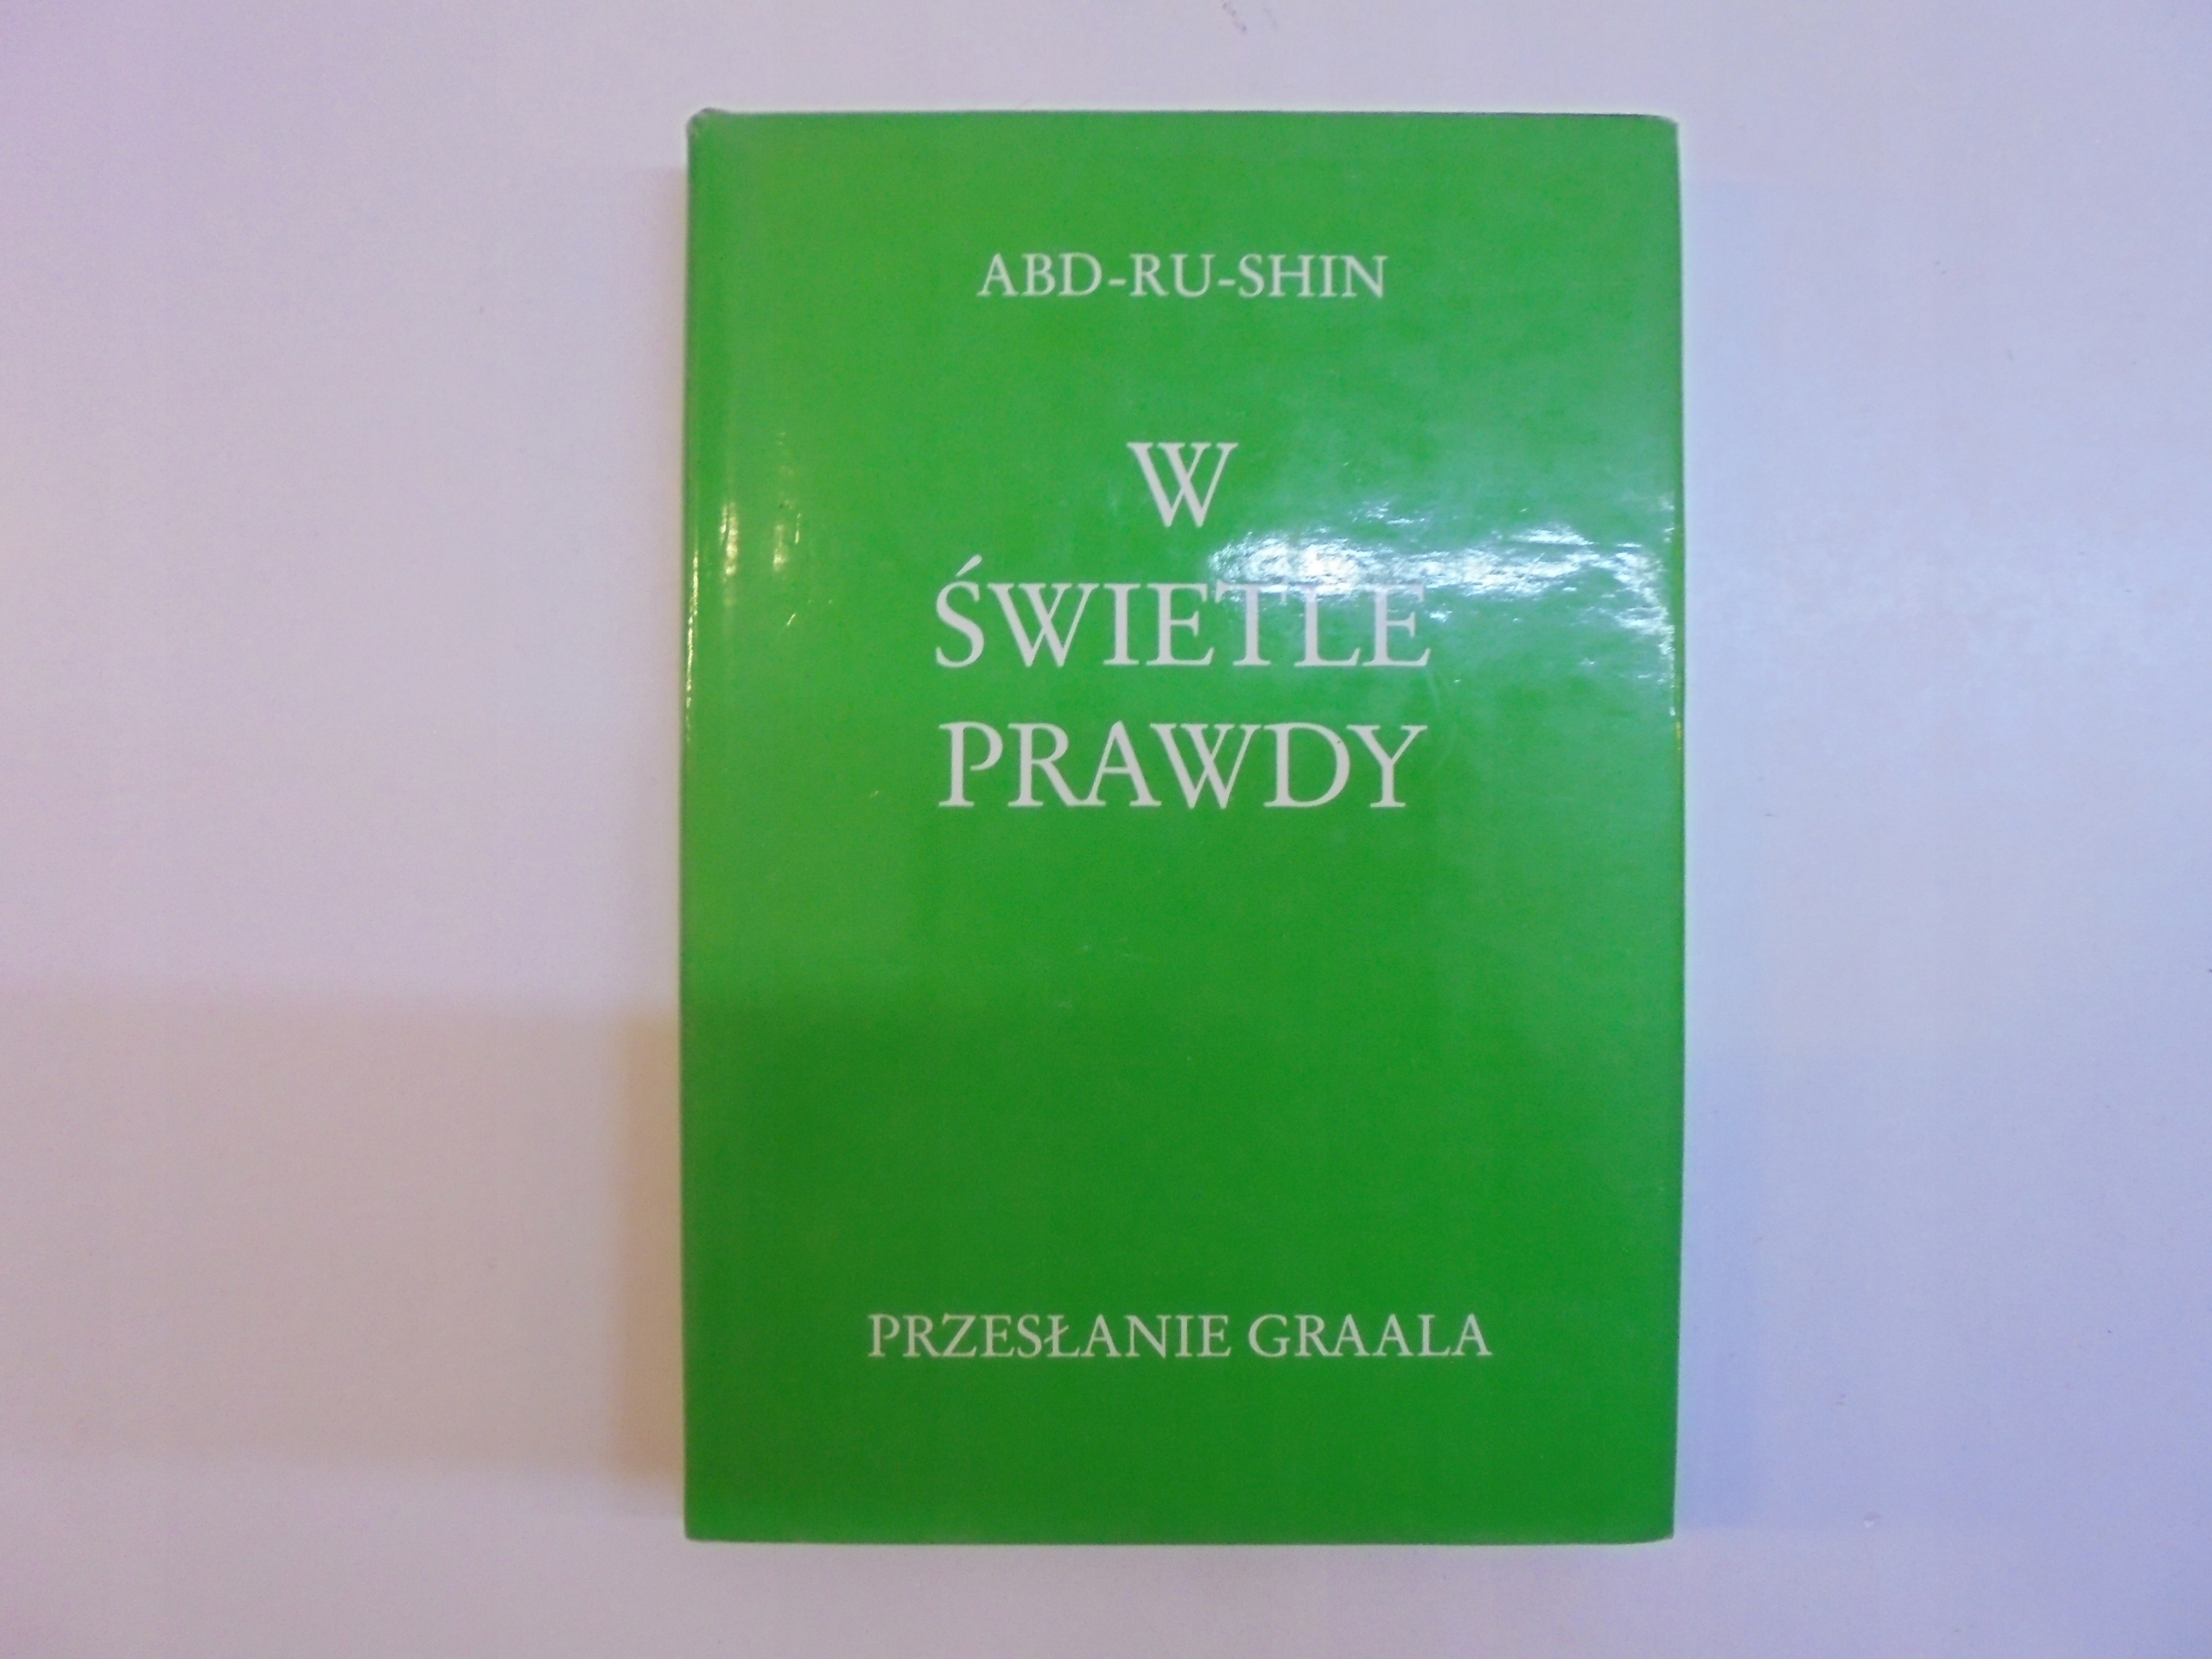 ABD-RU-SHIN
W
ŚWIETLE
PRAWDY
PRZESŁANIE GRAALA